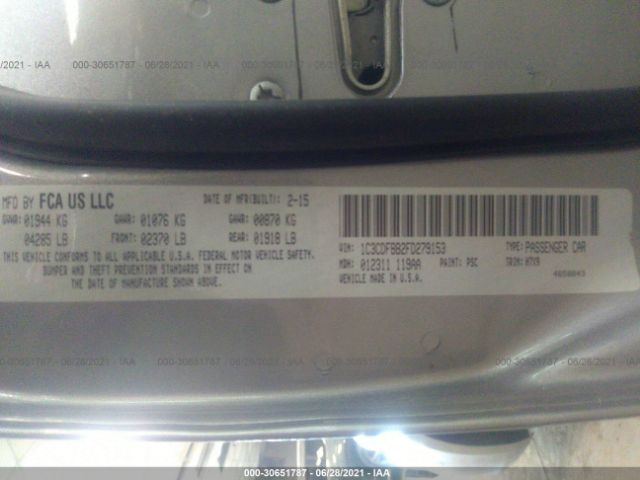 000-30651787 - 06/28/2021 - IAA
MFD BY FCA US LLC
DATE OF MFR(BUILT): 2-15
GVWR: 01944 KG
GAWR: 01076 KG
GAWR: 00870 KG
04285 LB
FRONT: 02370 LB
REAR: 01918 LB
THIS VEHICLE CONFORMS TO ALL APPLICABLE U.S.A. FEDERAL MOTOR VEHICLE SAFETY,
BUMPER AND THEFT PREVENTION STANDARDS IN EFFECT ON
THE DATE OF MANUFACTURE SHOWN ABOVE.
VIN: 1C3CDFBB2FD279153
TYPE: PASSENGER CAR
MDH: 012311 119AA
PAINT: PSC
TRIM: H7X9
VEHICLE MADE IN U.S.A.
000-30651787 - 06/28/2021 - IAA
000-30651787 - 06/28/2021 - IAA